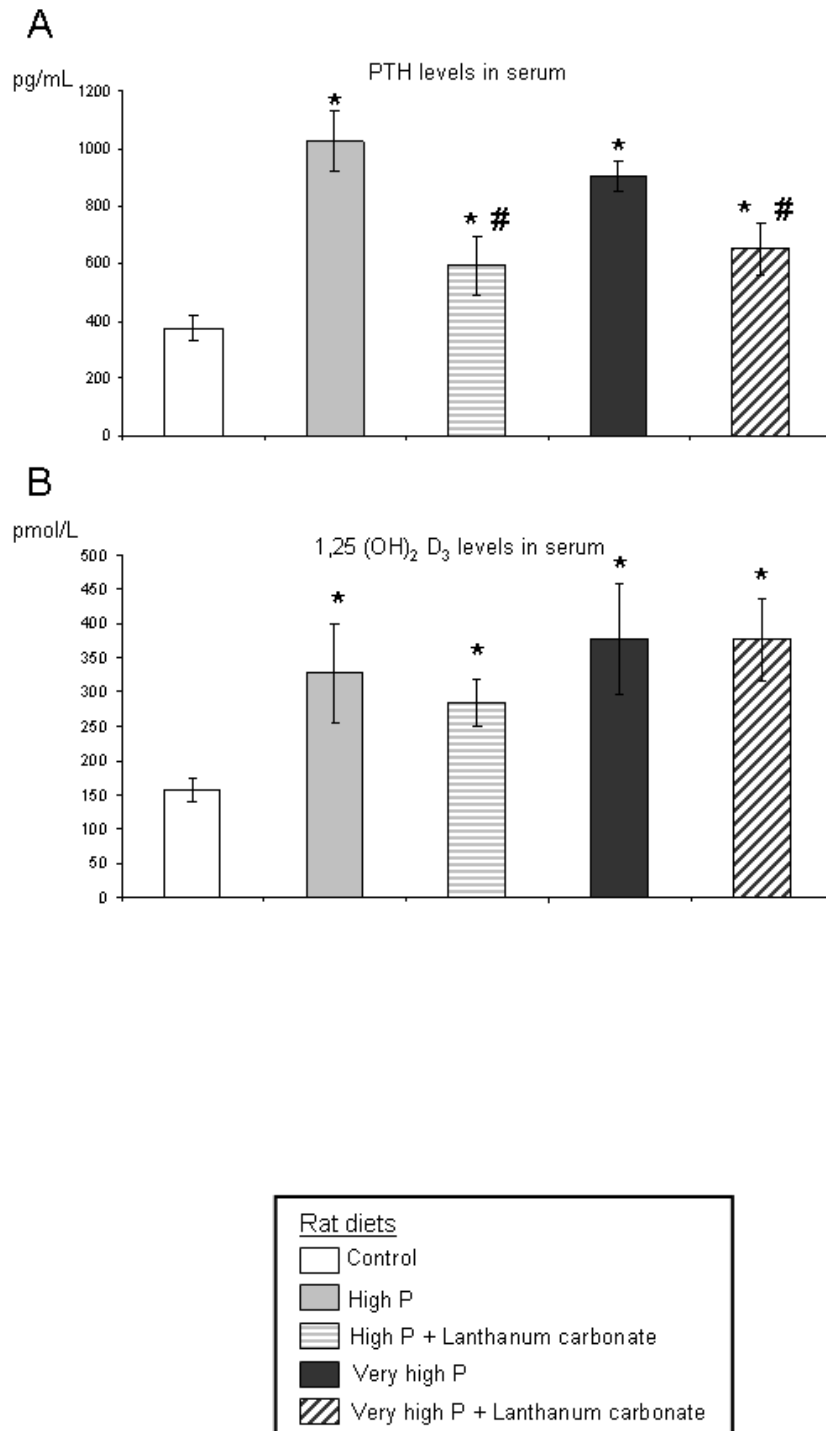 A
PTH levels in serum
pg/mL
1200
*
1000
*
800
* #
* #
600
400
200
0
B
pmol/L
1,25 (OH)₂ D₃ levels in serum
500
*
450
*
*
400
*
350
300
250
200
150
100
50
0
Rat diets
Control
High P
High P + Lanthanum carbonate
Very high P
Very high P + Lanthanum carbonate